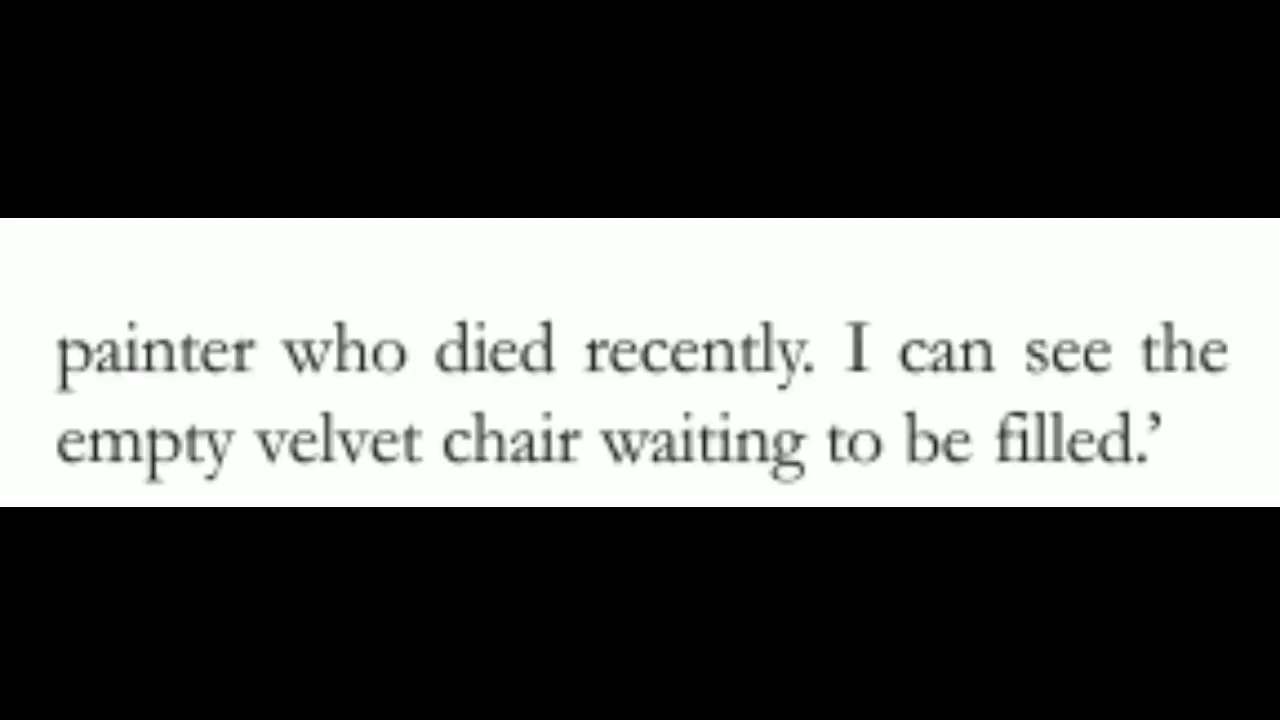 painter who died recently. I can see the
empty velvet chair waiting to be filled.’